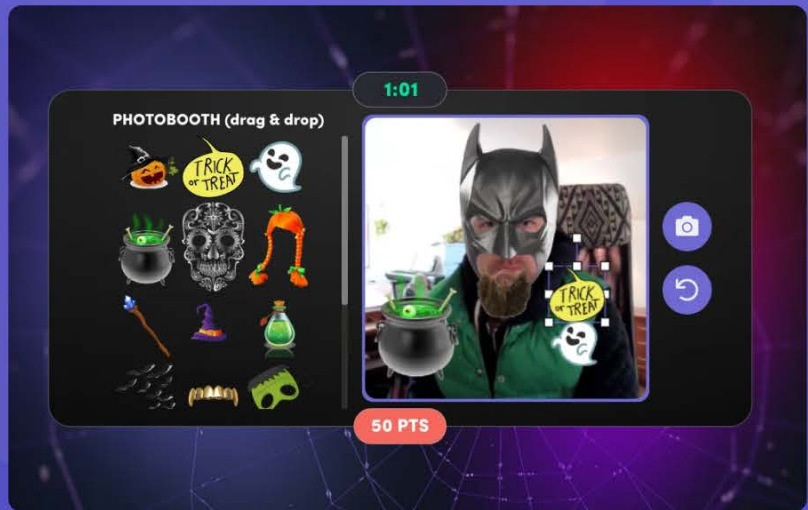 1:01
PHOTOBOOTH (drag & drop)
TRICK
or TREAT
TRICK
or TREAT
50 PTS